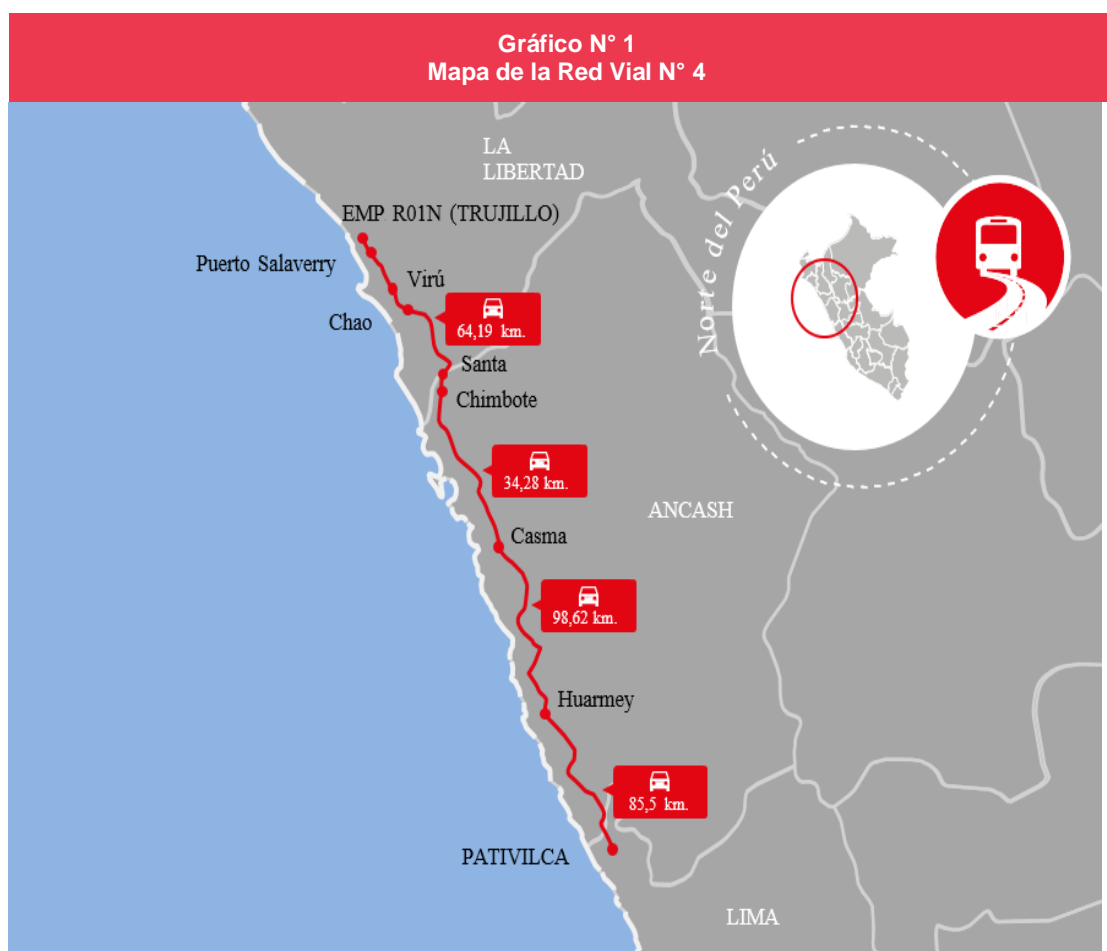 Gráfico N° 1
Mapa de la Red Vial N° 4
LA
LIBERTAD
Norte del Perú
EMP R01N (TRUJILLO)
Puerto Salaverry
Virú
Chao
64,19 km.
Santa
Chimbote
34,28 km.
ANCASH
Casma
98,62 km.
Huarmey
85,5 km.
PATIVILCA
LIMA